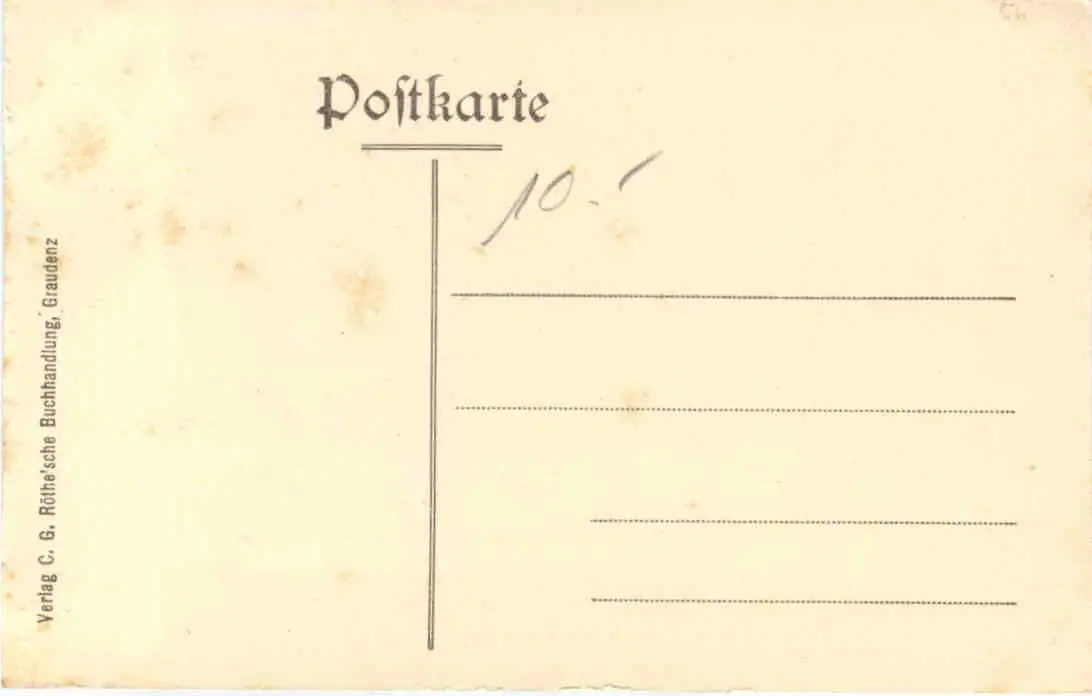 Poſtkarte
10.-
Verlag C. G. Röthe'sche Buchhandlung, Graudenz